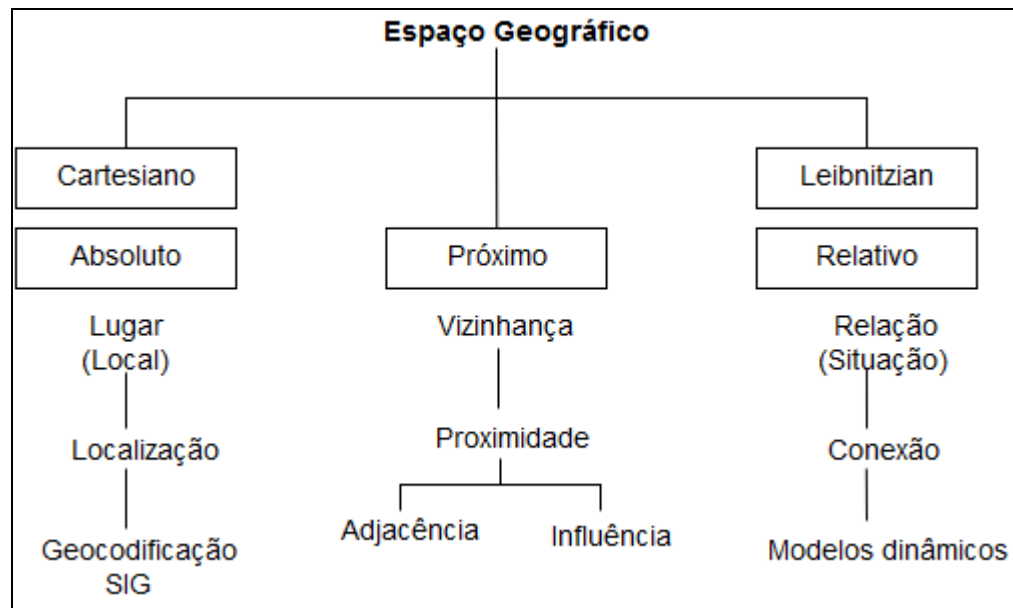 Espaço Geográfico
Cartesiano
Leibnitzian
Absoluto
Próximo
Relativo
Lugar
(Local)
Vizinhança
Relação
(Situação)
Localização
Proximidade
Conexão
Adjacência
Influência
Geocodificação
SIG
Modelos dinâmicos